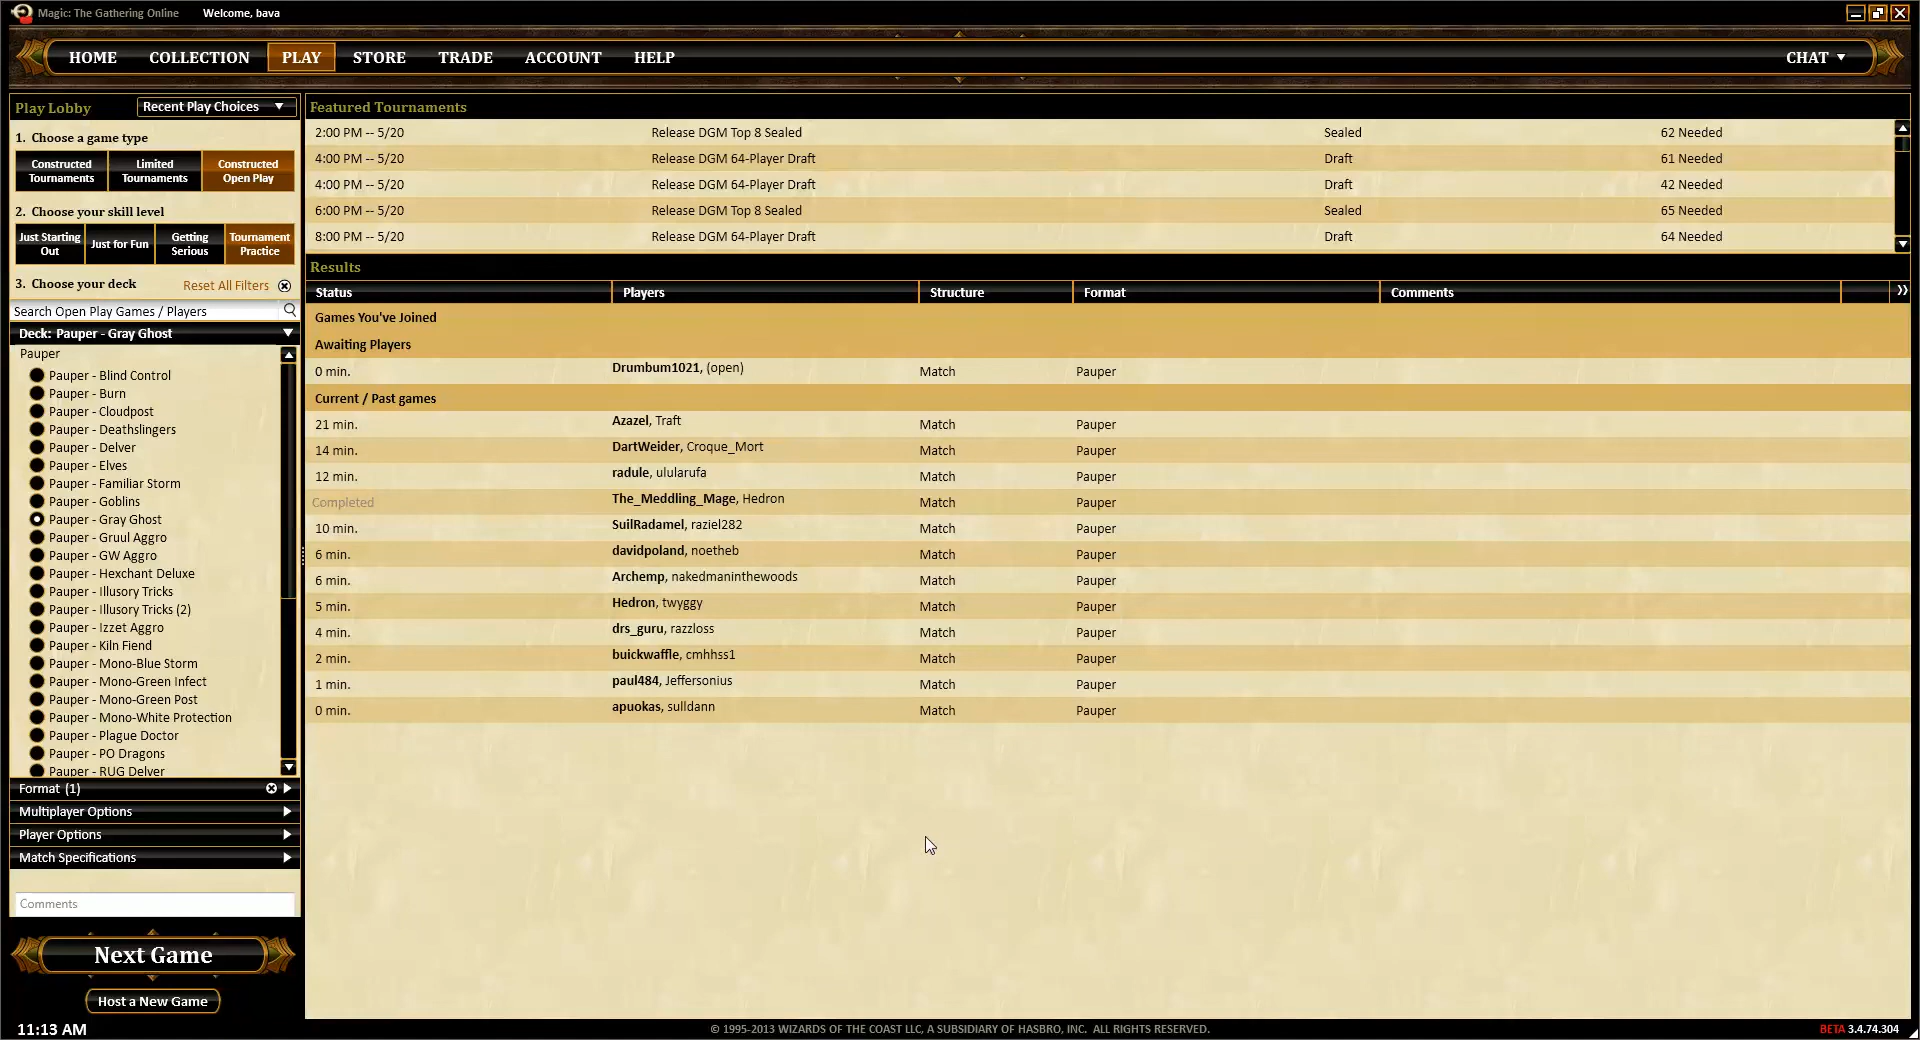 Magic: The Gathering Online Welcome, bava
HOME COLLECTION PLAY STORE TRADE ACCOUNT HELP CHAT
Play Lobby Recent Play Choices
1. Choose a game type
Constructed Tournaments Limited Tournaments Constructed Open Play
2. Choose your skill level
Just Starting Out Just for Fun Getting Serious Tournament Practice
3. Choose your deck Reset All Filters
Search Open Play Games / Players
Deck: Pauper - Gray Ghost
Pauper
Pauper - Blind Control
Pauper - Burn
Pauper - Cloudpost
Pauper - Deathslingers
Pauper - Delver
Pauper - Elves
Pauper - Familiar Storm
Pauper - Goblins
Pauper - Gray Ghost
Pauper - Gruul Aggro
Pauper - GW Aggro
Pauper - Hexchant Deluxe
Pauper - Illusory Tricks
Pauper - Illusory Tricks (2)
Pauper - Izzet Aggro
Pauper - Kiln Fiend
Pauper - Mono-Blue Storm
Pauper - Mono-Green Infect
Pauper - Mono-Green Post
Pauper - Mono-White Protection
Pauper - Plague Doctor
Pauper - PO Dragons
Pauper - RUG Delver
Format (1)
Multiplayer Options
Player Options
Match Specifications
Comments
Next Game
Host a New Game
11:13 AM
Featured Tournaments
2:00 PM -- 5/20 Release DGM Top 8 Sealed Sealed 62 Needed
4:00 PM -- 5/20 Release DGM 64-Player Draft Draft 61 Needed
4:00 PM -- 5/20 Release DGM 64-Player Draft Draft 42 Needed
6:00 PM -- 5/20 Release DGM Top 8 Sealed Sealed 65 Needed
8:00 PM -- 5/20 Release DGM 64-Player Draft Draft 64 Needed
Results
Status Players Structure Format Comments
Games You've Joined
Awaiting Players
0 min. Drumbum1021, (open) Match Pauper
Current / Past games
21 min. Azazel, Traft Match Pauper
14 min. DartWeider, Croque_Mort Match Pauper
12 min. radule, ulularufa Match Pauper
Completed The_Meddling_Mage, Hedron Match Pauper
10 min. SuilRadamel, raziel282 Match Pauper
6 min. davidpoland, noetheb Match Pauper
6 min. Archemp, nakedmaninthewoods Match Pauper
5 min. Hedron, twyggy Match Pauper
4 min. drs_guru, razzloss Match Pauper
2 min. buickwaffle, cmhhss1 Match Pauper
1 min. paul484, Jeffersonius Match Pauper
0 min. apuokas, sulldann Match Pauper
© 1995-2013 WIZARDS OF THE COAST LLC, A SUBSIDIARY OF HASBRO, INC. ALL RIGHTS RESERVED.
BETA 3.4.74.304